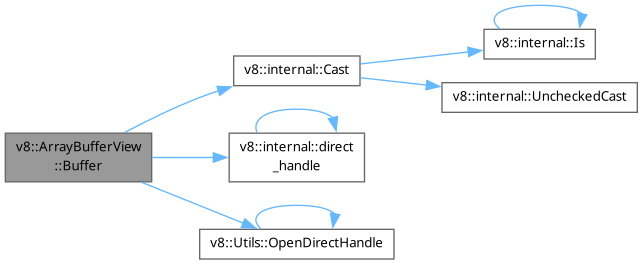 v8::internal::Is
v8::internal::Cast
v8::internal::UncheckedCast
v8::ArrayBufferView
::Buffer
v8::internal::direct
_handle
v8::Utils::OpenDirectHandle